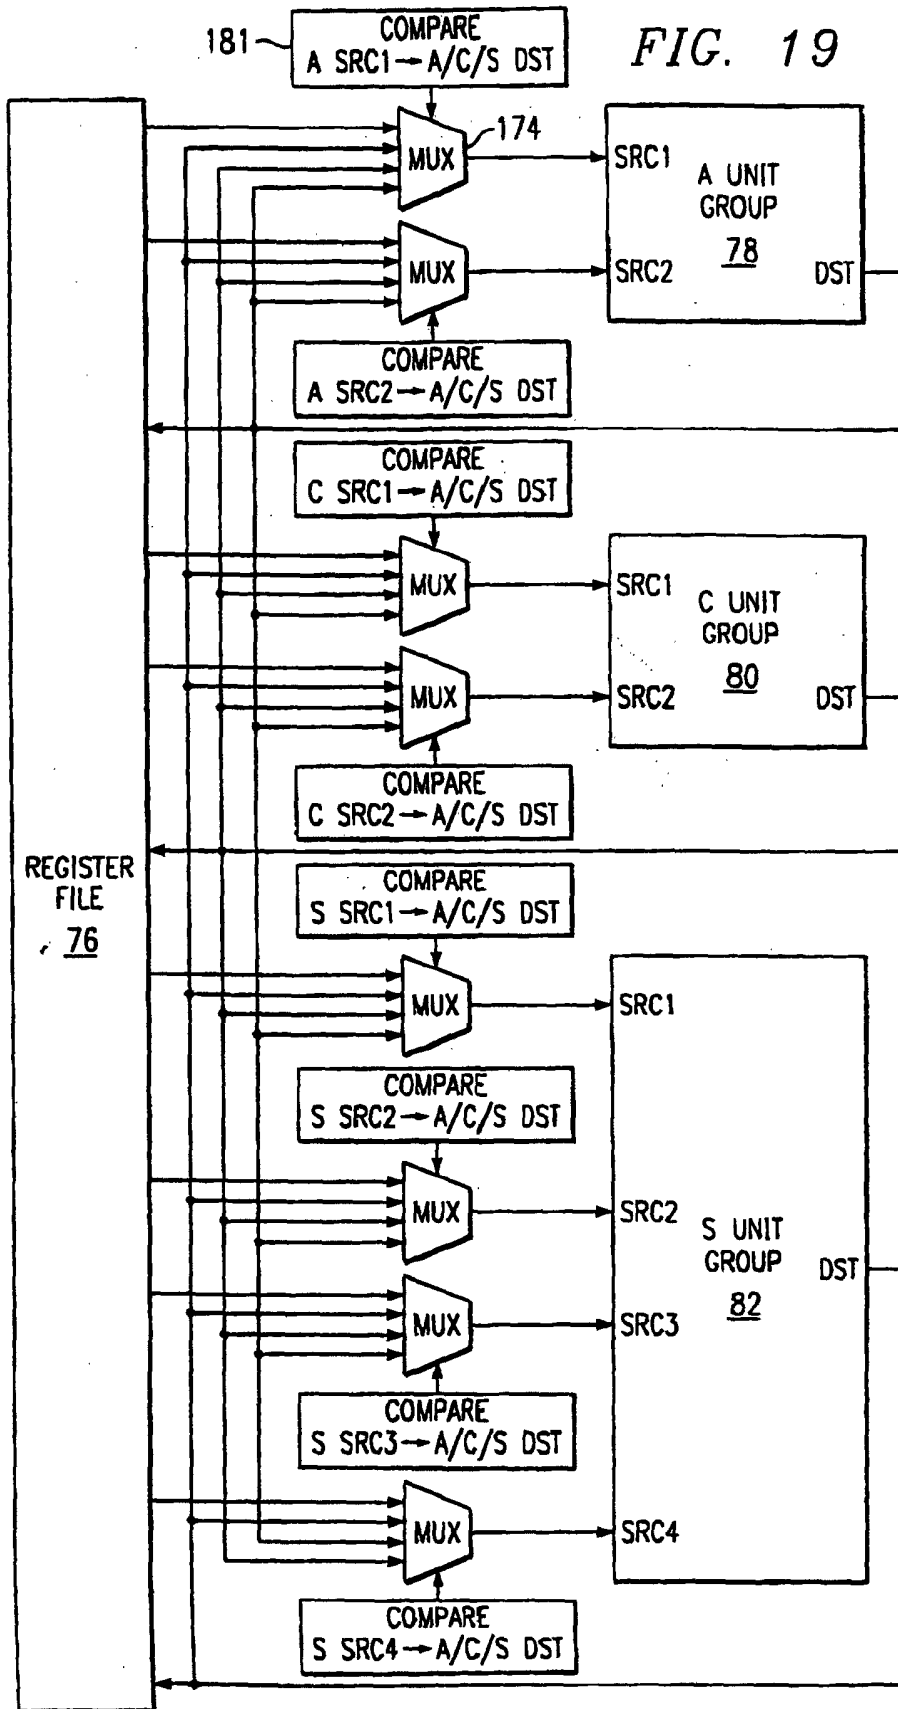 FIG. 19
181
COMPARE
A SRC1→A/C/S DST
174
MUX
SRC1
A UNIT
GROUP
78
MUX
SRC2
DST
COMPARE
A SRC2→A/C/S DST
COMPARE
C SRC1→A/C/S DST
MUX
SRC1
C UNIT
GROUP
80
MUX
SRC2
DST
COMPARE
C SRC2→A/C/S DST
REGISTER
FILE
76
COMPARE
S SRC1→A/C/S DST
MUX
SRC1
COMPARE
S SRC2→A/C/S DST
MUX
SRC2
S UNIT
GROUP
82
DST
MUX
SRC3
COMPARE
S SRC3→A/C/S DST
MUX
SRC4
COMPARE
S SRC4→A/C/S DST